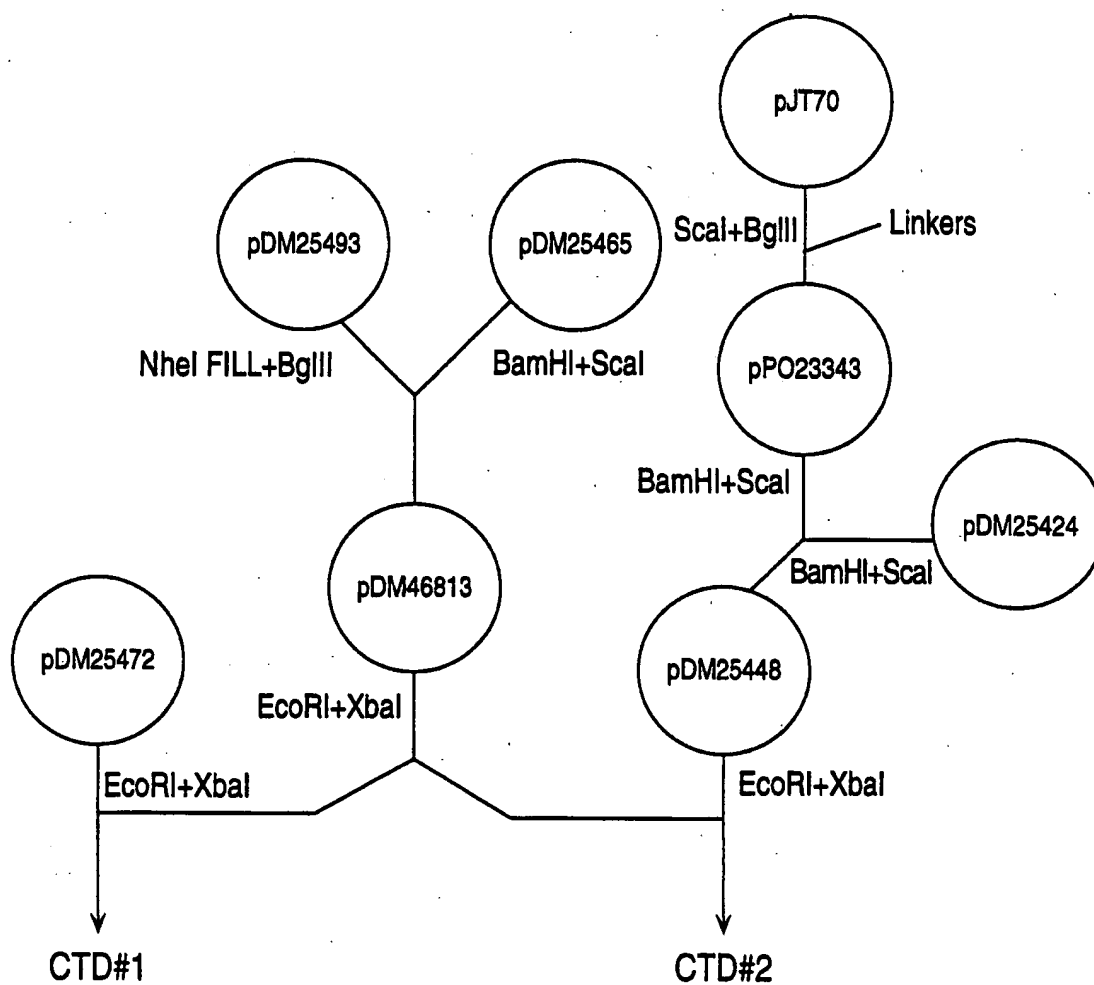 pJT70
ScaI+BglII
Linkers
pDM25493
pDM25465
NheI FILL+BglII
BamHI+ScaI
pPO23343
BamHI+ScaI
pDM25424
BamHI+ScaI
pDM46813
pDM25472
pDM25448
EcoRI+XbaI
EcoRI+XbaI
EcoRI+XbaI
CTD#1
CTD#2